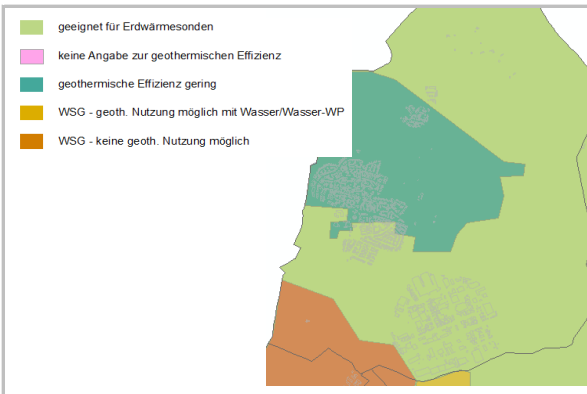 geeignet für Erdwärmesonden
keine Angabe zur geothermischen Effizienz
geothermische Effizienz gering
WSG - geoth. Nutzung möglich mit Wasser/Wasser-WP
WSG - keine geoth. Nutzung möglich